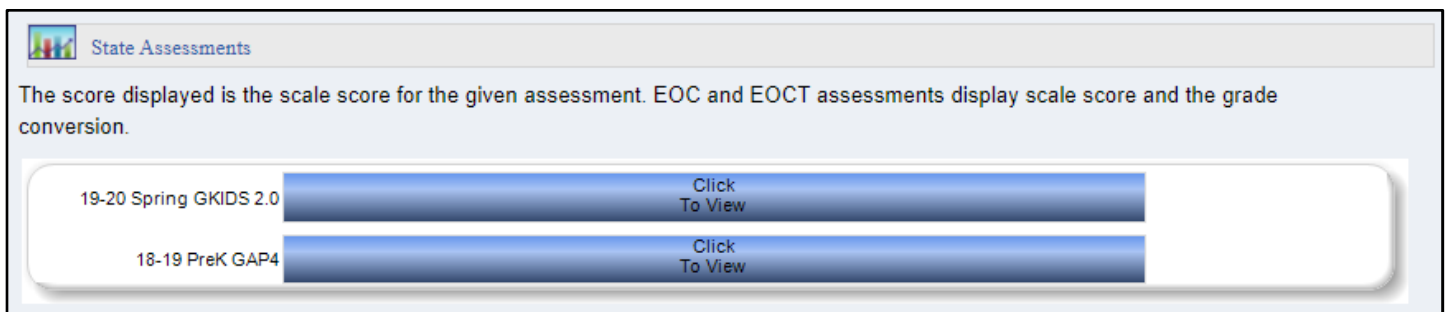 State Assessments
The score displayed is the scale score for the given assessment. EOC and EOCT assessments display scale score and the grade
conversion.
19-20 Spring GKIDS 2.0
Click
To View
18-19 PreK GAP4
Click
To View